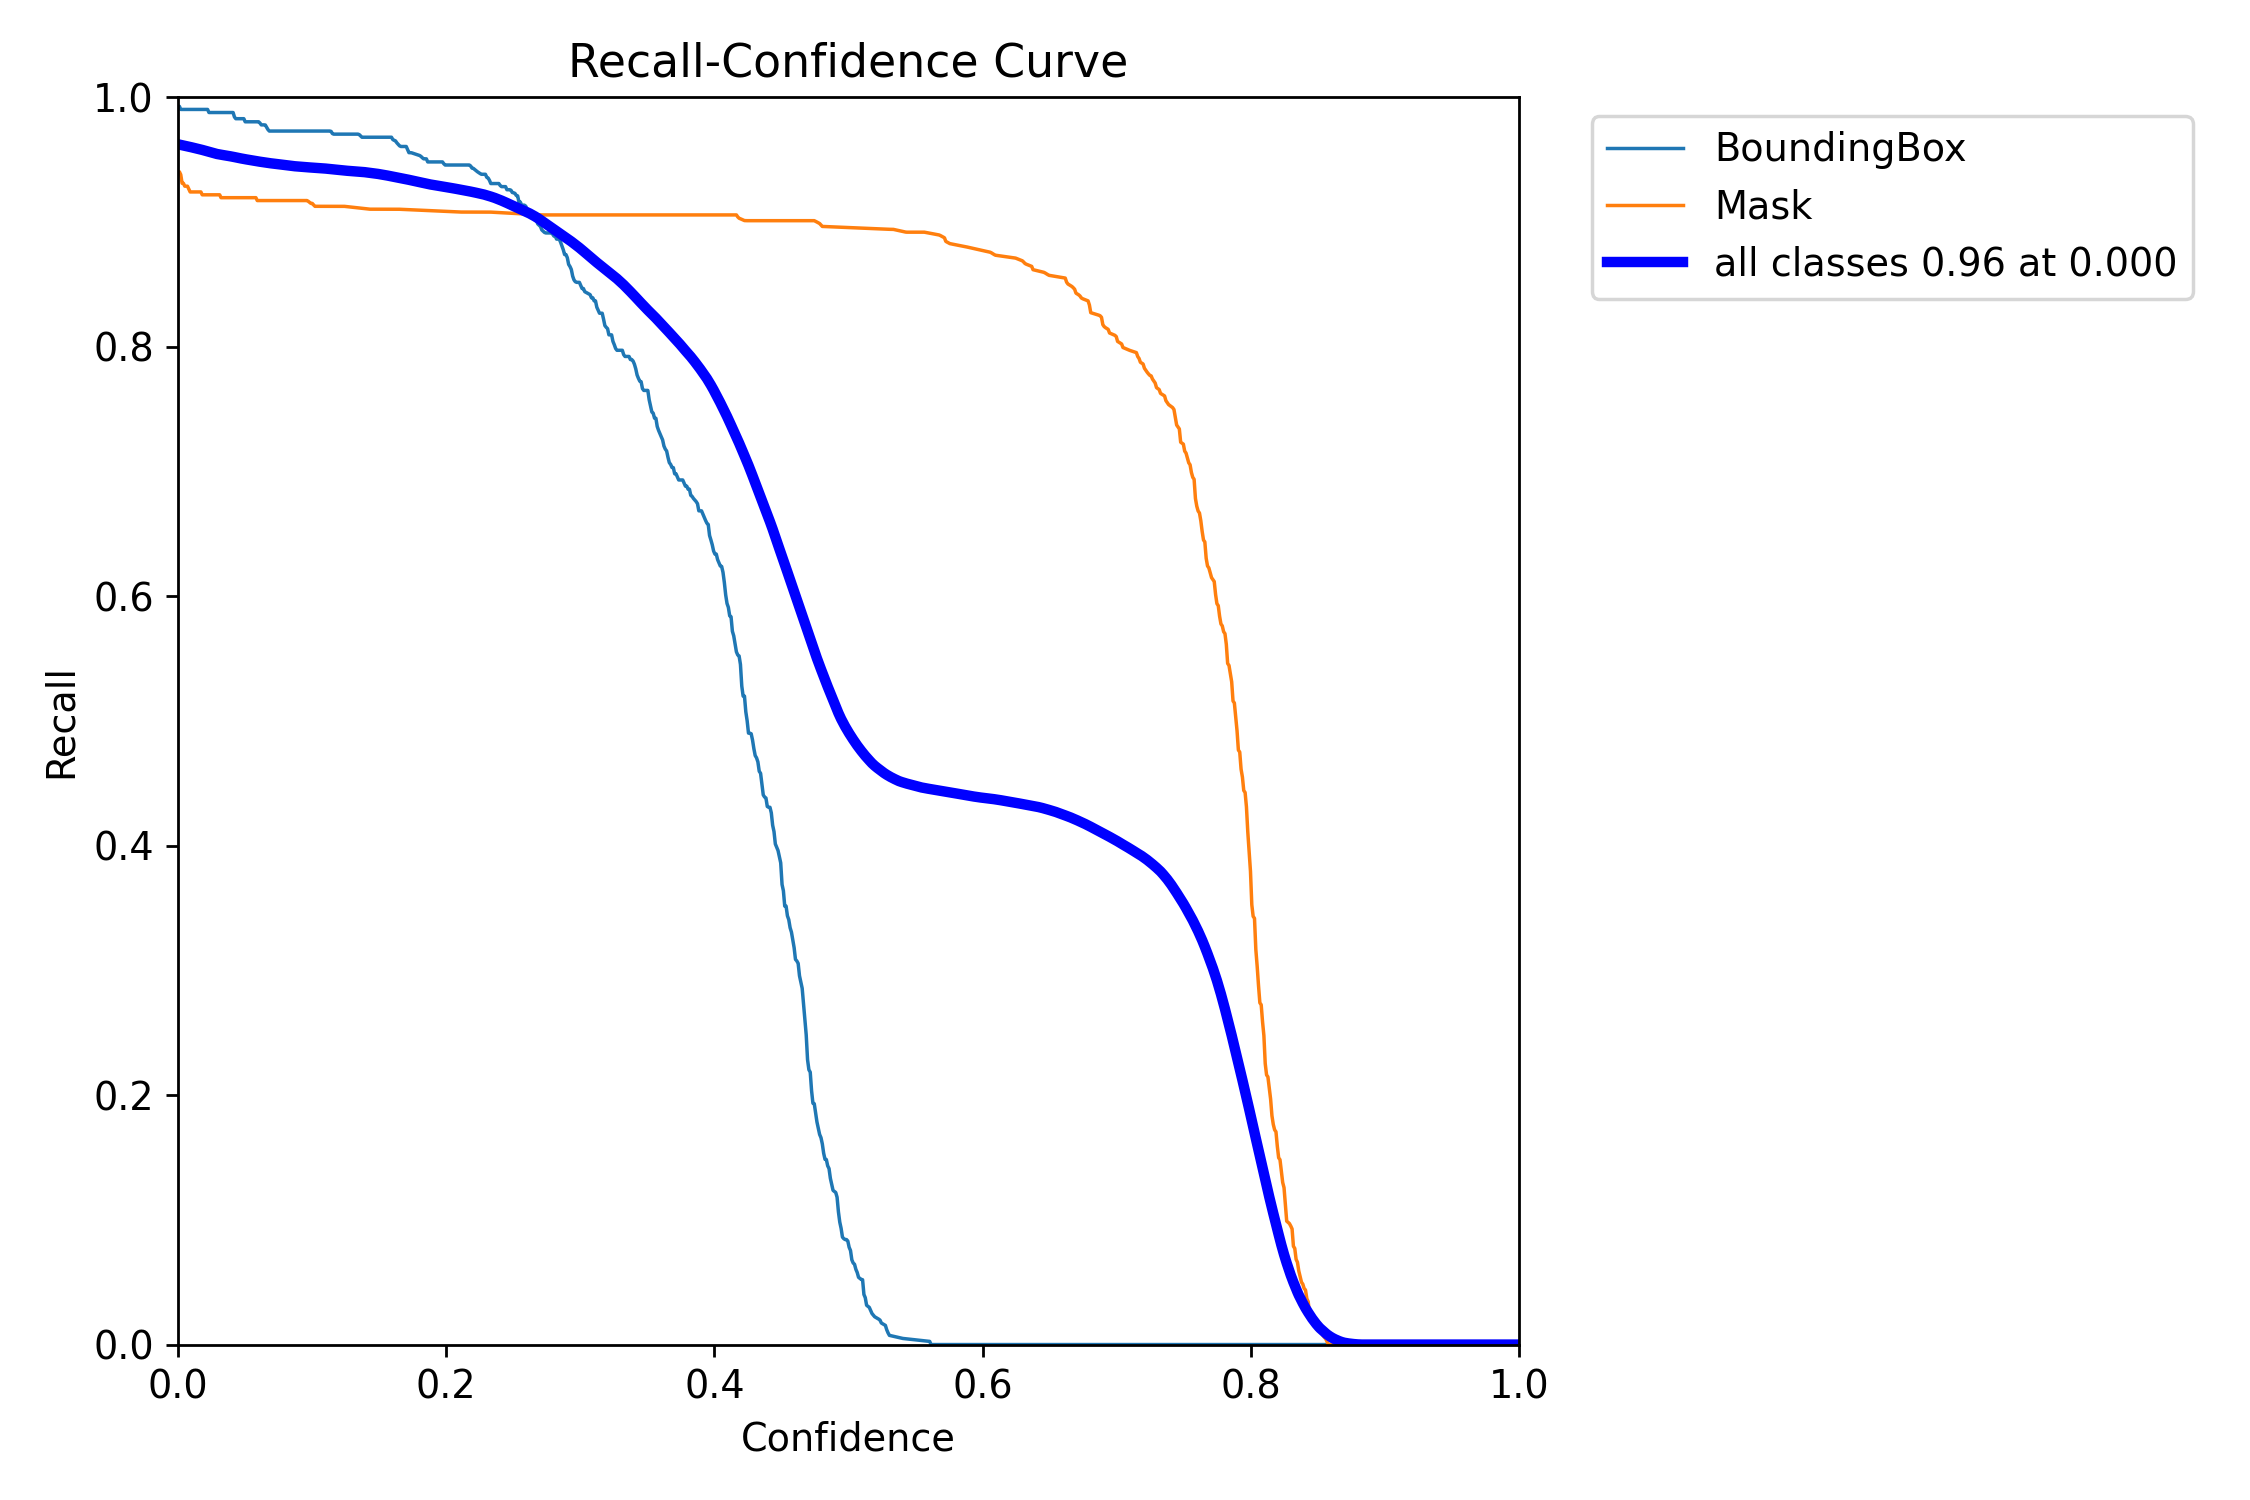 Recall-Confidence Curve
1.0
0.8
0.6
0.4
0.2
0.0
Recall
0.0 0.2 0.4 0.6 0.8 1.0
Confidence
BoundingBox
Mask
all classes 0.96 at 0.000